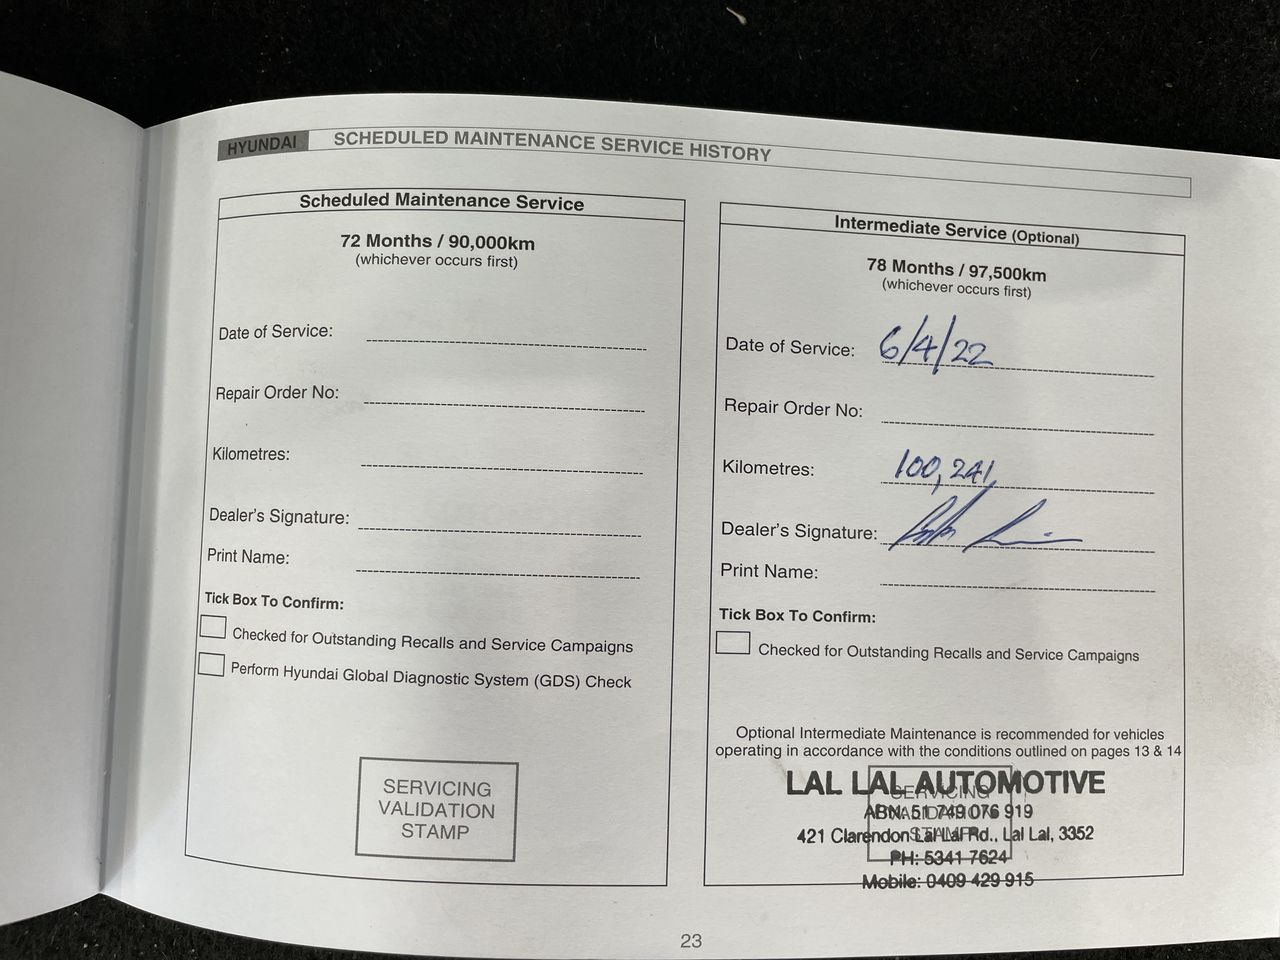 HYUNDAI SCHEDULED MAINTENANCE SERVICE HISTORY
Scheduled Maintenance Service
72 Months / 90,000km
(whichever occurs first)
Date of Service:
Repair Order No:
Kilometres:
Dealer's Signature:
Print Name:
Tick Box To Confirm:
Checked for Outstanding Recalls and Service Campaigns
Perform Hyundai Global Diagnostic System (GDS) Check
SERVICING
VALIDATION
STAMP
Intermediate Service (Optional)
78 Months / 97,500km
(whichever occurs first)
Date of Service: 6/4/22
Repair Order No:
Kilometres: 100,241
Dealer's Signature:
Print Name:
Tick Box To Confirm:
Checked for Outstanding Recalls and Service Campaigns
Optional Intermediate Maintenance is recommended for vehicles
operating in accordance with the conditions outlined on pages 13 & 14
SERVICING
VALIDATION
STAMP
LAL LAL AUTOMOTIVE
ABN: 51 749 076 919
421 Clarendon Lal Lal Rd., Lal Lal, 3352
PH: 5341 7624
Mobile: 0409 429 915
23